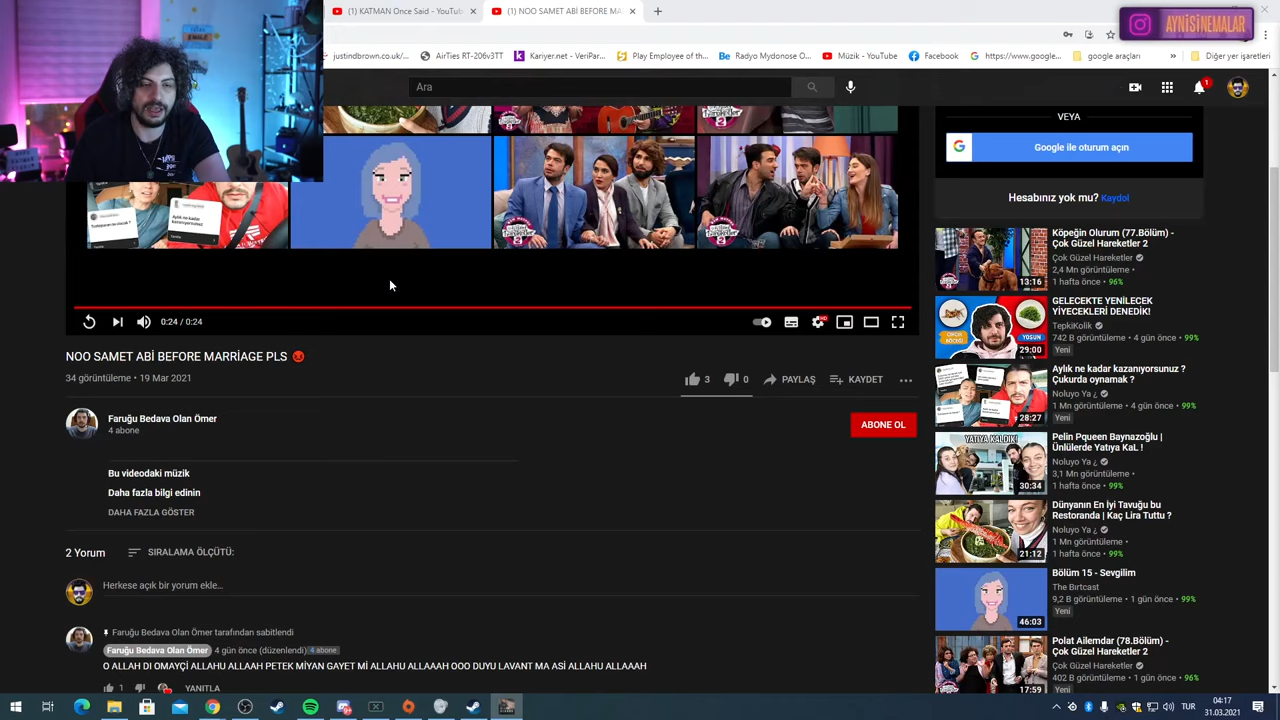 (1) KATMAN Once Said - YouTub
(1) NOO SAMET ABİ BEFORE MA
AYNİSİNEMALAR
justindbrown.co.uk/
AirTies RT-206v3TT
Kariyer.net - VeriPar...
Play Employee of th...
Radyo Mydonose O...
Müzik - YouTube
Facebook
https://www.google...
google araçları
»
Diğer yer işaretleri
Ara
1
VEYA
Google ile oturum açın
Hesabınız yok mu? Kaydol
Aylık ne kadar kazanıyorsunuz
0:24 / 0:24
NOO SAMET ABİ BEFORE MARRİAGE PLS
34 görüntüleme • 19 Mar 2021
3
0
PAYLAŞ
KAYDET
Faruğu Bedava Olan Ömer
4 abone
ABONE OL
Bu videodaki müzik
Daha fazla bilgi edinin
DAHA FAZLA GÖSTER
2 Yorum
SIRALAMA ÖLÇÜTÜ:
Herkese açık bir yorum ekle...
Faruğu Bedava Olan Ömer tarafından sabitlendi
Faruğu Bedava Olan Ömer 4 gün önce (düzenlendi) 4 abone
O ALLAH DI OMAYÇİ ALLAHU ALLAAH PETEK MİYAN GAYET Mİ ALLAHU ALLAAAH OOO DUYU LAVANT MA ASİ ALLAHU ALLAAAH
1
YANITLA
Köpeğin Olurum (77.Bölüm) -
Çok Güzel Hareketler 2
Çok Güzel Hareketler
2,4 Mn görüntüleme •
1 hafta önce • 96%
13:16
GELECEKTE YENİLECEK
YİYECEKLERİ DENEDİK!
TepkiKolik
742 B görüntüleme • 4 gün önce • 99%
Yeni
29:00
Aylık ne kadar kazanıyorsunuz ?
Çukurda oynamak ?
Noluyo Ya ¿
1 Mn görüntüleme • 4 gün önce • 99%
Yeni
28:27
YATIYA KALDIK!
Pelin Pqueen Baynazoğlu |
Ünlülerde Yatıya KaL !
Noluyo Ya ¿
3,1 Mn görüntüleme •
1 hafta önce • 99%
30:34
Dünyanın En İyi Tavuğu bu
Restoranda | Kaç Lira Tuttu ?
Noluyo Ya ¿
1 Mn görüntüleme •
1 hafta önce • 99%
21:12
Bölüm 15 - Sevgilim
The Bırtcast
9,2 B görüntüleme • 1 gün önce • 99%
Yeni
46:03
Polat Ailemdar (78.Bölüm) -
Çok Güzel Hareketler 2
Çok Güzel Hareketler
402 B görüntüleme • 1 gün önce • 96%
Yeni
17:59
TUR
04:17
31.03.2021